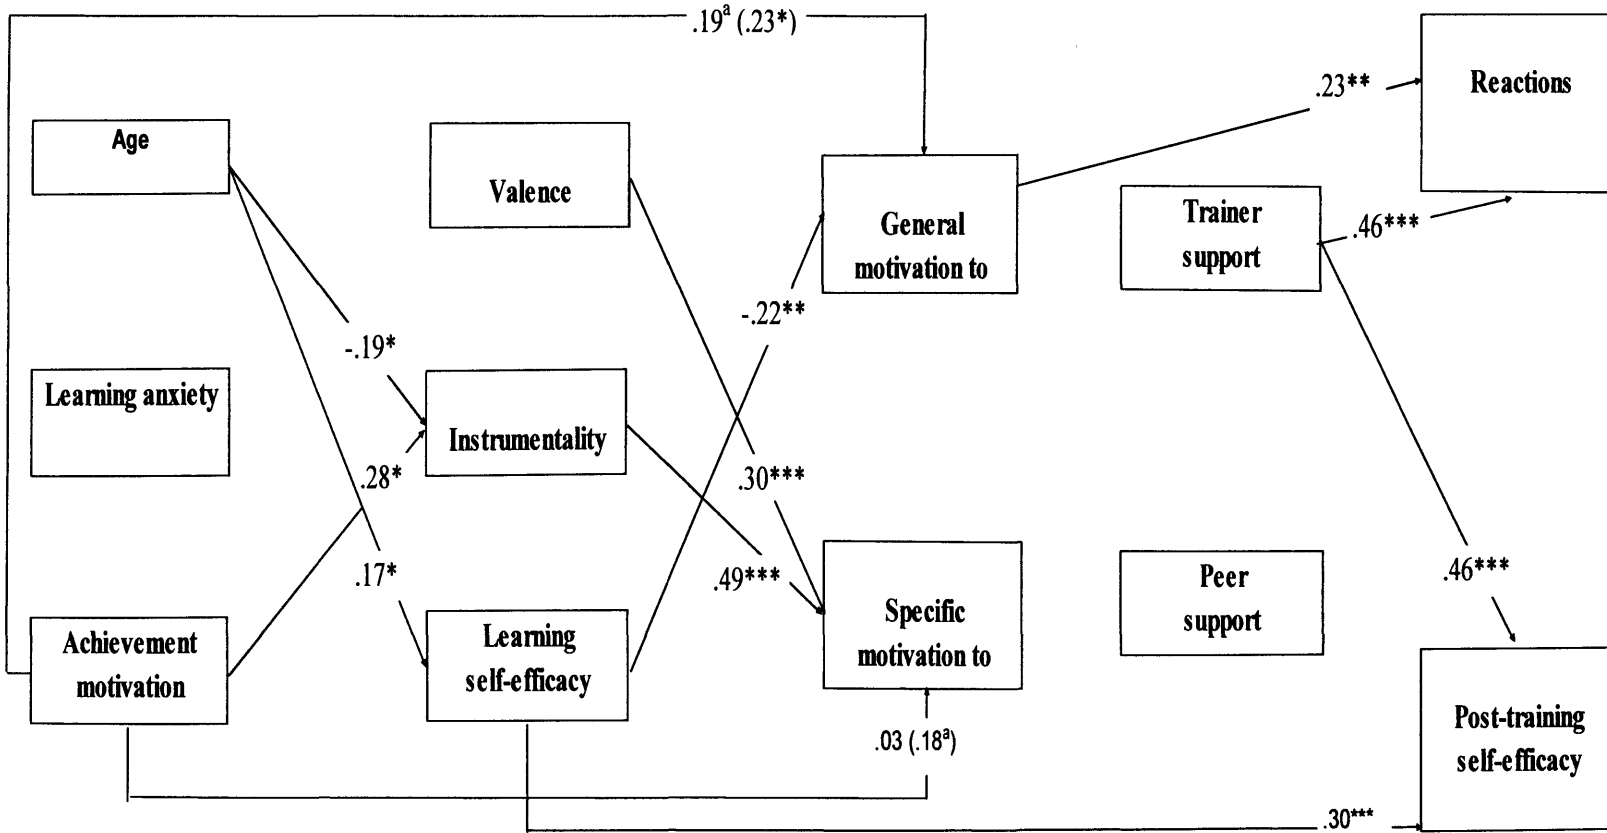 .19ᵃ (.23*)
Reactions
.23**
Age
Valence
General
motivation to
Trainer
support
.46***
-.22**
-.19*
Learning anxiety
Instrumentality
.28*
.30***
.49***
.17*
Peer
support
.46***
Achievement
motivation
Learning
self-efficacy
Specific
motivation to
.03 (.18ᵃ)
Post-training
self-efficacy
.30***